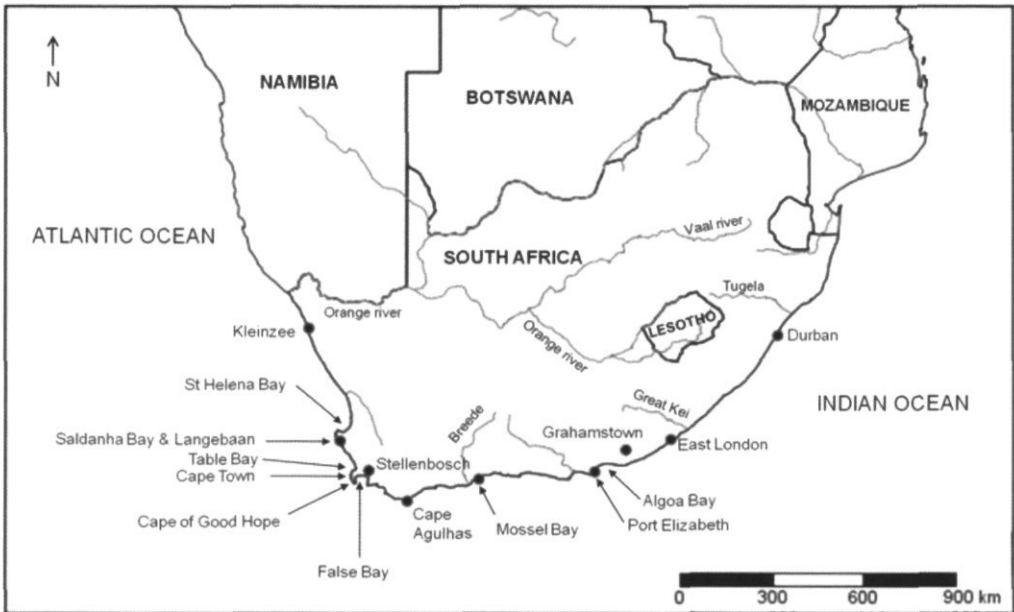 N
NAMIBIA
BOTSWANA
MOZAMBIQUE
ATLANTIC OCEAN
Vaal river
SOUTH AFRICA
Tugela
Orange river
LESOTHO
Kleinzee
Orange river
Durban
St Helena Bay
Great Kei
INDIAN OCEAN
Breede
Grahamstown
Saldanha Bay & Langebaan
East London
Table Bay
Stellenbosch
Cape Town
Algoa Bay
Cape of Good Hope
Cape
Agulhas
Mossel Bay
Port Elizabeth
False Bay
0 300 600 900 km